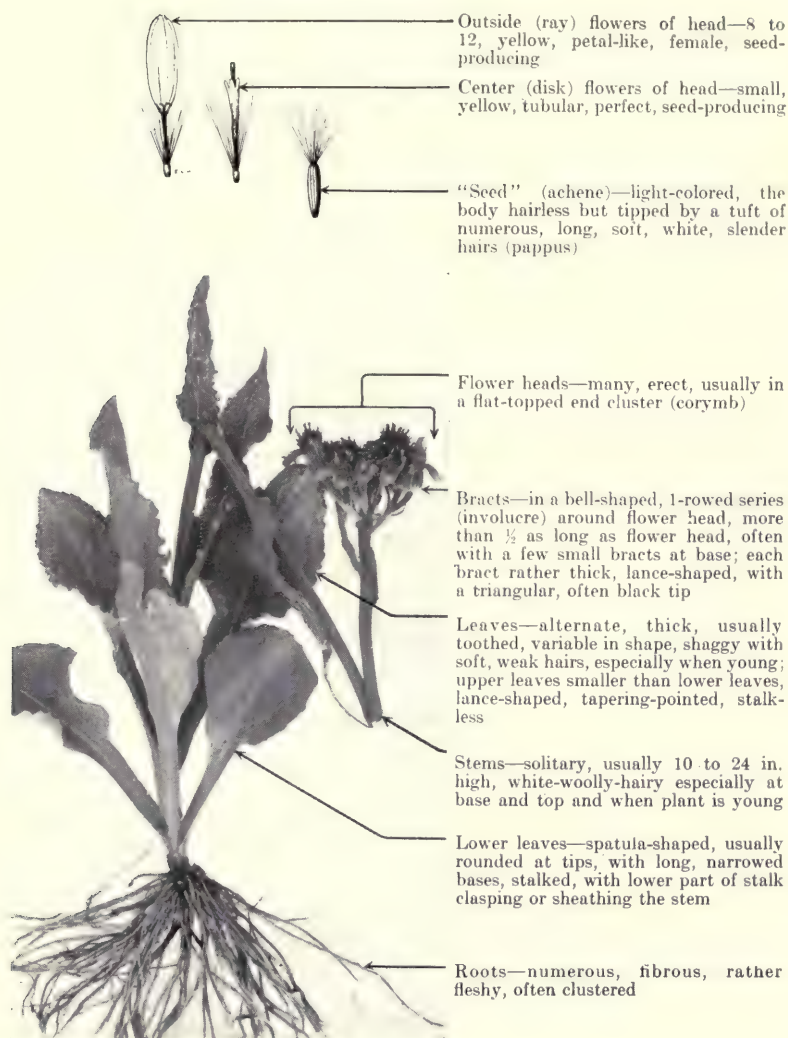 Outside (ray) flowers of head—8 to
12, yellow, petal-like, female, seed-
producing
Center (disk) flowers of head—small,
yellow, tubular, perfect, seed-producing
"Seed" (achene)—light-colored, the
body hairless but tipped by a tuft of
numerous, long, soft, white, slender
hairs (pappus)
Flower heads—many, erect, usually in
a flat-topped end cluster (corymb)
Bracts—in a bell-shaped, 1-rowed series
(involucre) around flower head, more
than ½ as long as flower head, often
with a few small bracts at base; each
bract rather thick, lance-shaped, with
a triangular, often black tip
Leaves—alternate, thick, usually
toothed, variable in shape, shaggy with
soft, weak hairs, especially when young;
upper leaves smaller than lower leaves,
lance-shaped, tapering-pointed, stalk-
less
Stems—solitary, usually 10 to 24 in.
high, white-woolly-hairy especially at
base and top and when plant is young
Lower leaves—spatula-shaped, usually
rounded at tips, with long, narrowed
bases, stalked, with lower part of stalk
clasping or sheathing the stem
Roots—numerous, fibrous, rather
fleshy, often clustered